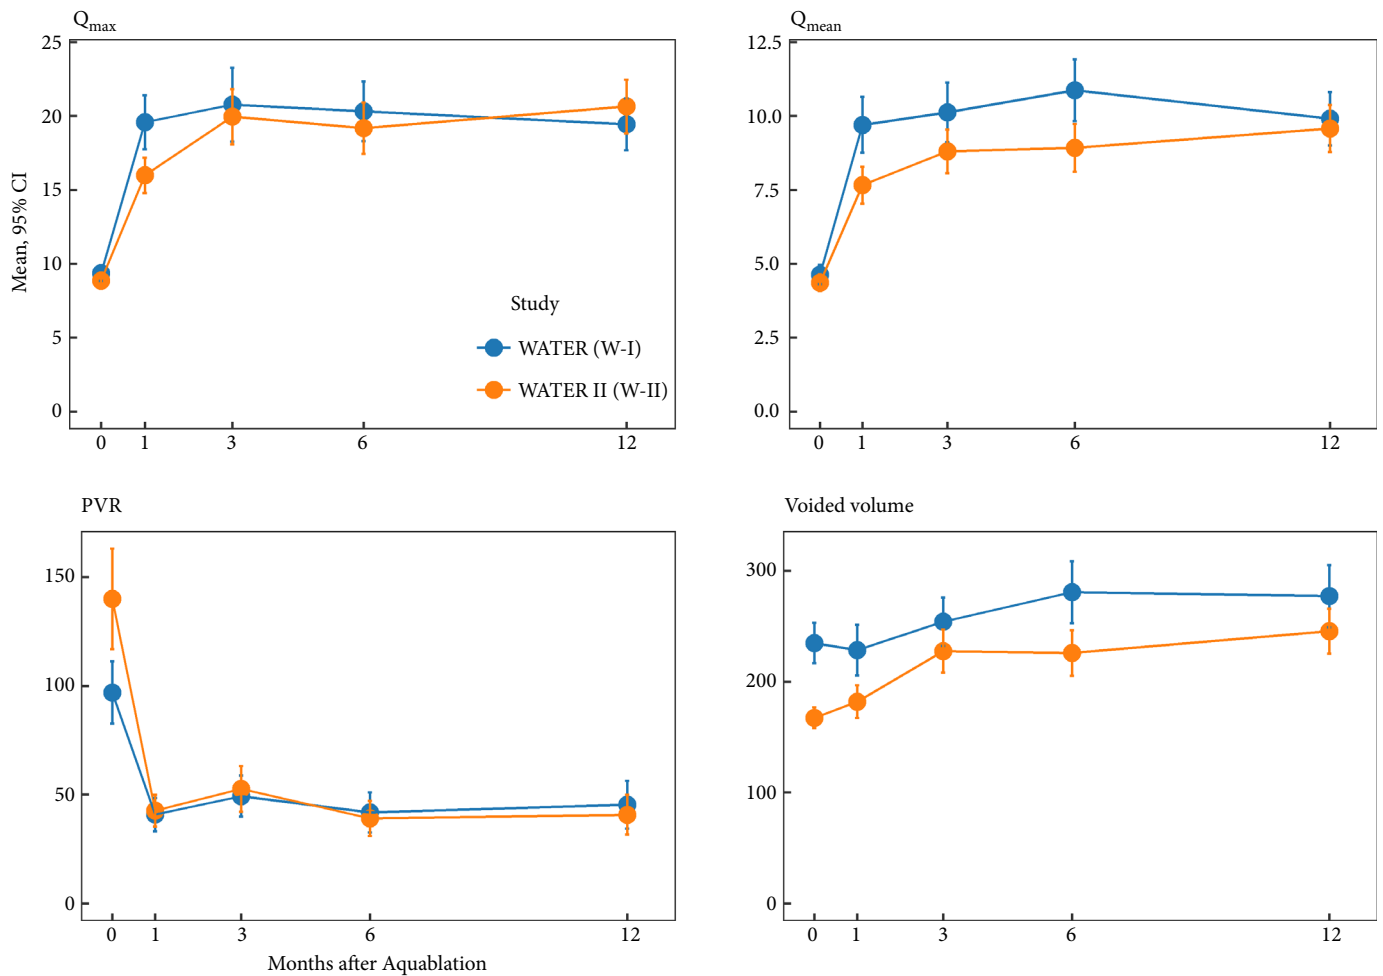 Q_max
25
20
15
10
5
0
Mean, 95% CI
0 1 3 6 12
Study
WATER (W-I)
WATER II (W-II)
Q_mean
12.5
10.0
7.5
5.0
2.5
0.0
0 1 3 6 12
PVR
150
100
50
0
0 1 3 6 12
Months after Aquablation
Voided volume
300
200
100
0
0 1 3 6 12